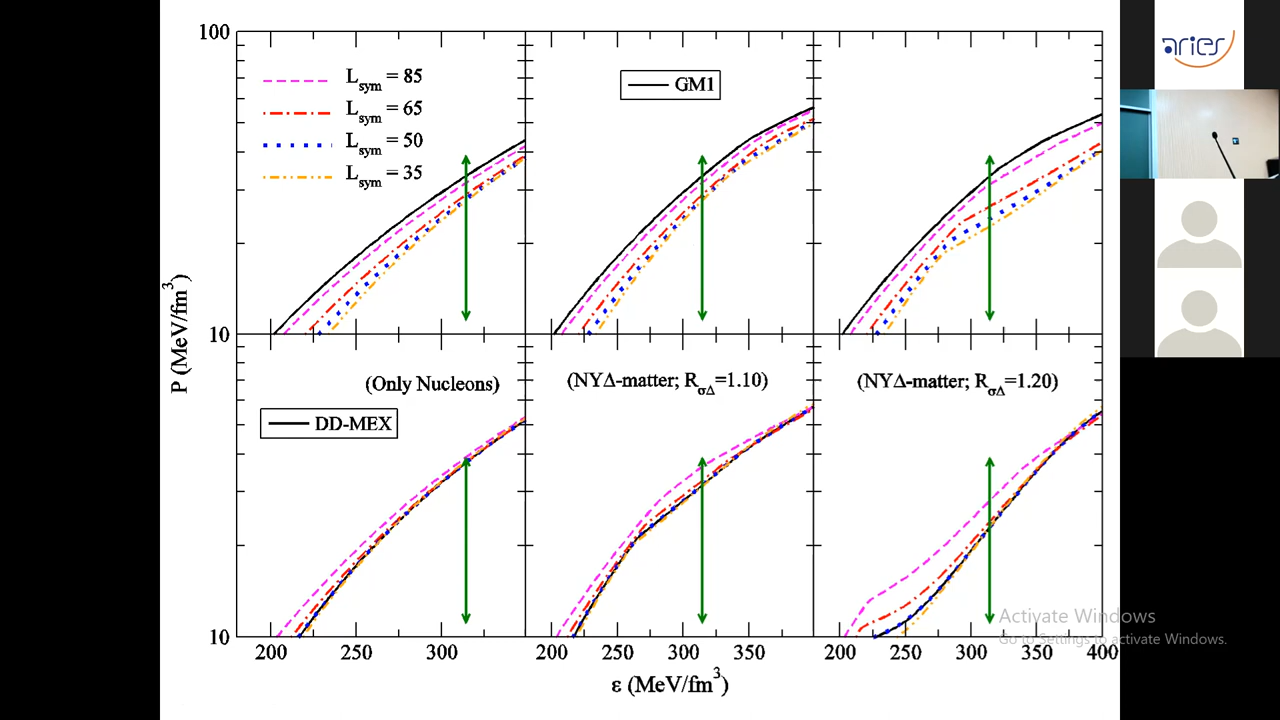 100
L_sym = 85
L_sym = 65
L_sym = 50
L_sym = 35
GM1
aries
P (MeV/fm^3)
10
(Only Nucleons)
(NYΔ-matter; R_σΔ=1.10)
(NYΔ-matter; R_σΔ=1.20)
DD-MEX
10
200 250 300 200 250 300 350 200 250 300 350 400
ε (MeV/fm^3)
Activate Windows
Go to Settings to activate Windows.